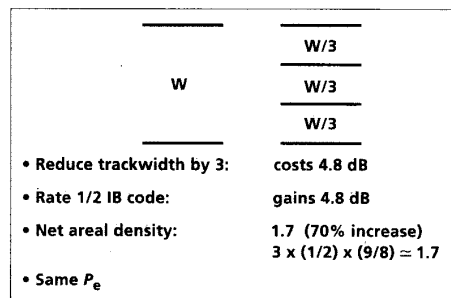 W/3
W
W/3
W/3
• Reduce trackwidth by 3: costs 4.8 dB
• Rate 1/2 IB code: gains 4.8 dB
• Net areal density: 1.7 (70% increase)
3 x (1/2) x (9/8) ≃ 1.7
• Same Pe